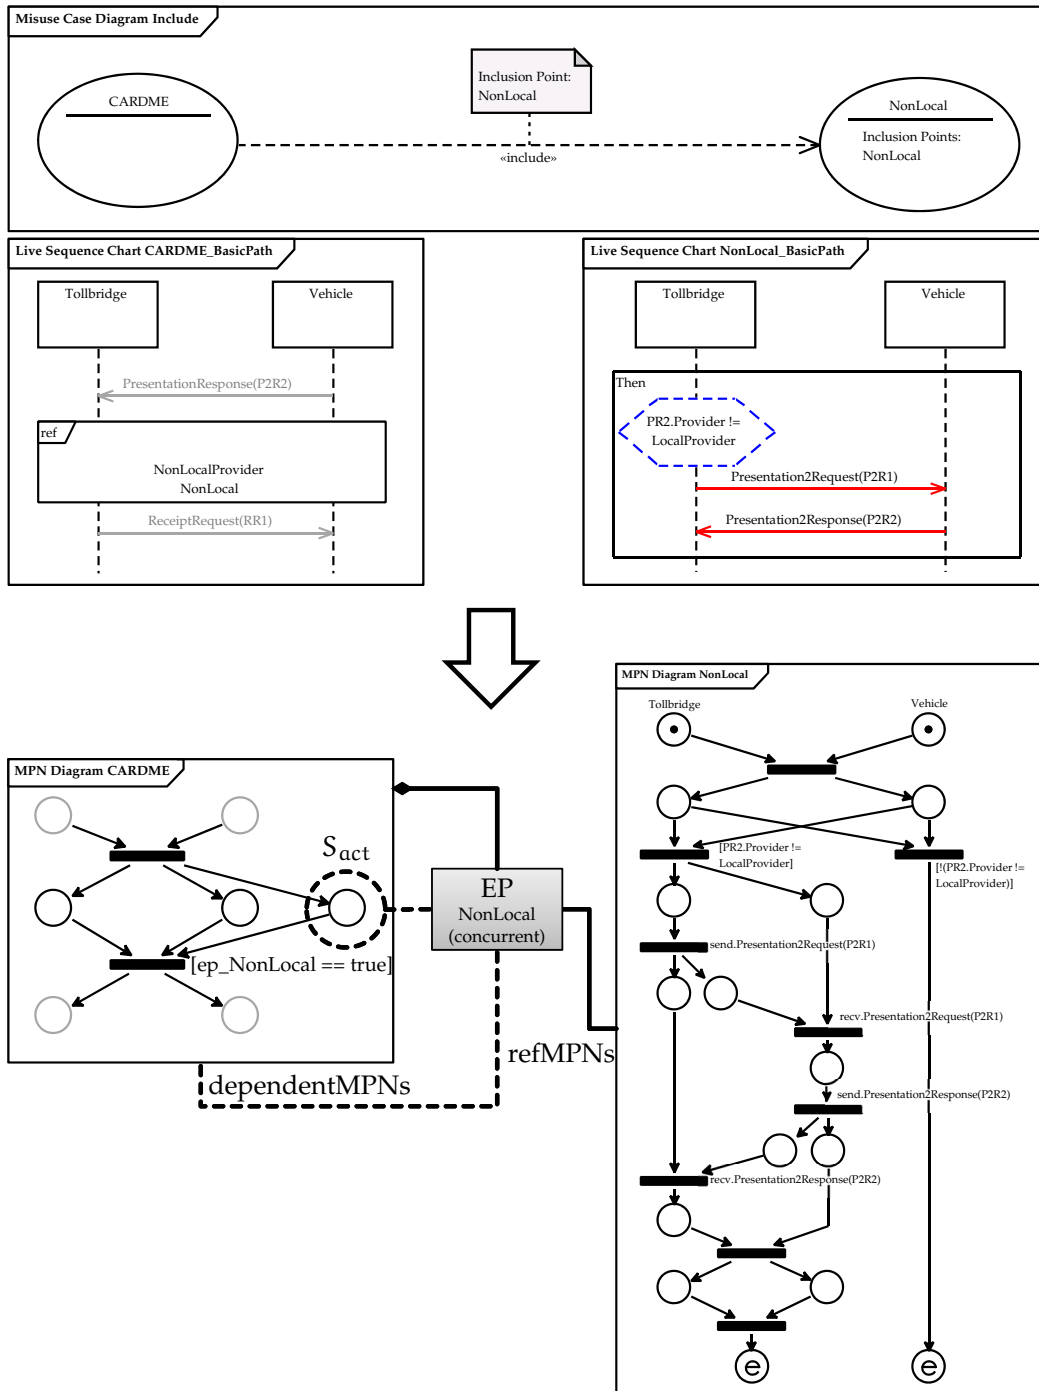 Misuse Case Diagram Include
Inclusion Point:
NonLocal
CARDME
NonLocal
Inclusion Points:
NonLocal
«include»
Live Sequence Chart CARDME_BasicPath
Tollbridge
Vehicle
PresentationResponse(P2R2)
ref
NonLocalProvider
NonLocal
ReceiptRequest(RR1)
Live Sequence Chart NonLocal_BasicPath
Tollbridge
Vehicle
Then
PR2.Provider !=
LocalProvider
Presentation2Request(P2R1)
Presentation2Response(P2R2)
MPN Diagram CARDME
Sact
[ep_NonLocal == true]
EP
NonLocal
(concurrent)
dependentMPNs
refMPNs
MPN Diagram NonLocal
Tollbridge
Vehicle
[PR2.Provider !=
LocalProvider]
[!(PR2.Provider !=
LocalProvider)]
send.Presentation2Request(P2R1)
recv.Presentation2Request(P2R1)
send.Presentation2Response(P2R2)
recv.Presentation2Response(P2R2)
e
e